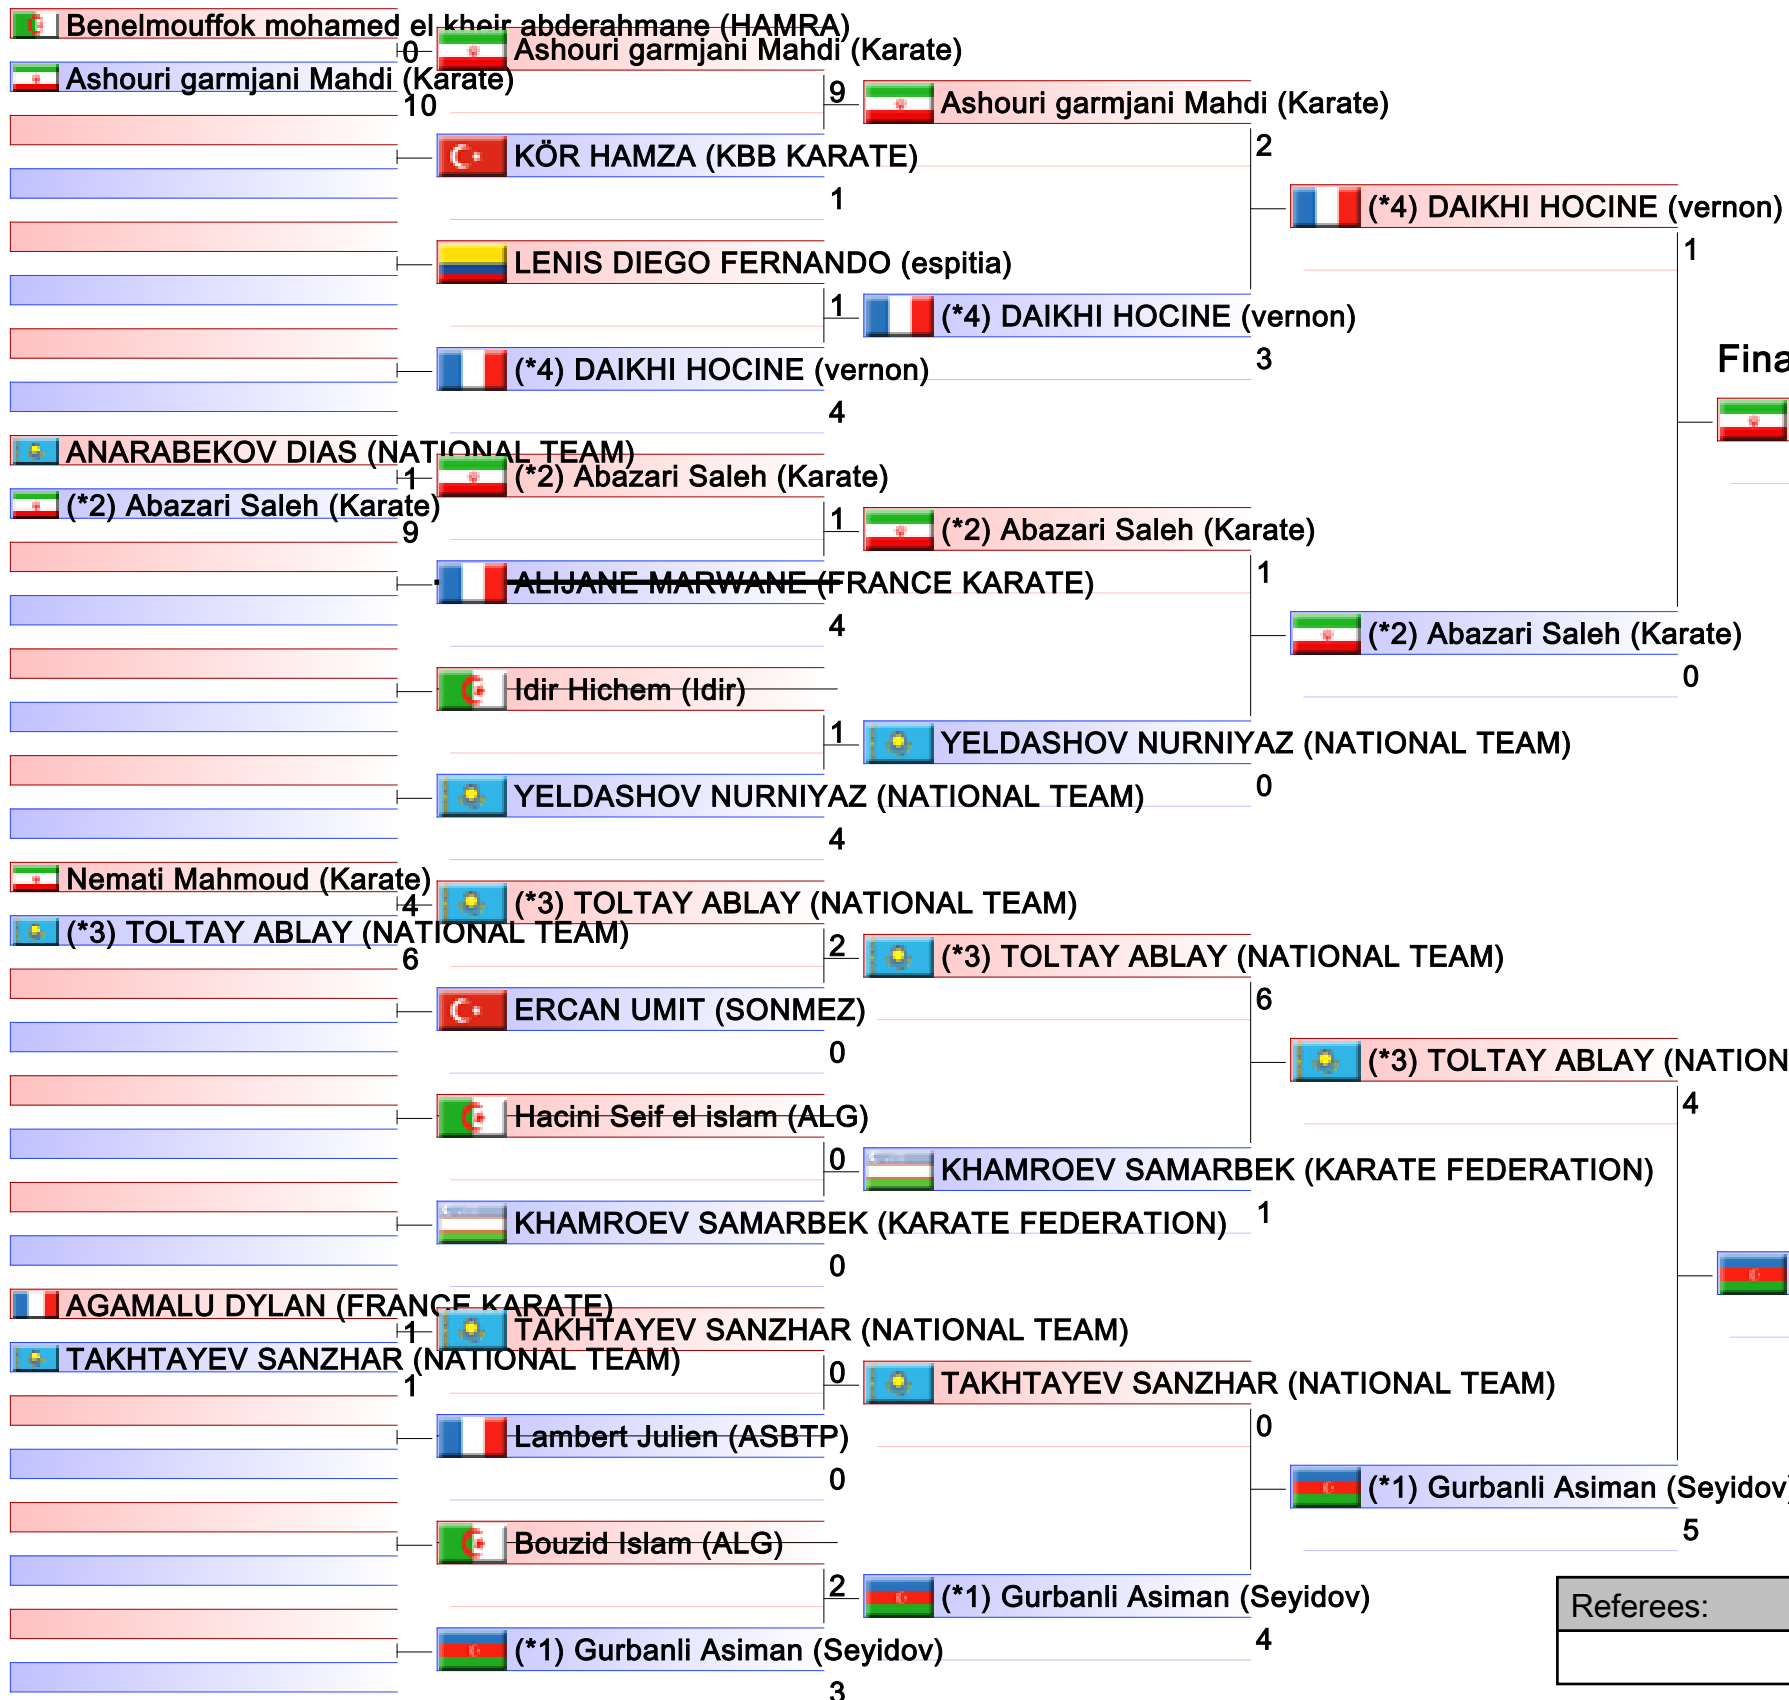 Benelmouffok mohamed el kheir abderahmane (HAMRA)
0
Ashouri garmjani Mahdi (Karate)
10
ANARABEKOV DIAS (NATIONAL TEAM)
1
(*2) Abazari Saleh (Karate)
9
Nemati Mahmoud (Karate)
4
(*3) TOLTAY ABLAY (NATIONAL TEAM)
6
AGAMALU DYLAN (FRANCE KARATE)
1
TAKHTAYEV SANZHAR (NATIONAL TEAM)
1
Ashouri garmjani Mahdi (Karate)
9
KÖR HAMZA (KBB KARATE)
1
LENIS DIEGO FERNANDO (espitia)
1
(*4) DAIKHI HOCINE (vernon)
4
(*2) Abazari Saleh (Karate)
1
ALIJANE MARWANE (FRANCE KARATE)
4
Idir Hichem (Idir)
1
YELDASHOV NURNIYAZ (NATIONAL TEAM)
4
(*3) TOLTAY ABLAY (NATIONAL TEAM)
2
ERCAN UMIT (SONMEZ)
0
Hacini Seif el islam (ALG)
0
KHAMROEV SAMARBEK (KARATE FEDERATION)
0
TAKHTAYEV SANZHAR (NATIONAL TEAM)
0
Lambert Julien (ASBTP)
0
Bouzid Islam (ALG)
2
(*1) Gurbanli Asiman (Seyidov)
3
Ashouri garmjani Mahdi (Karate)
2
(*4) DAIKHI HOCINE (vernon)
3
(*2) Abazari Saleh (Karate)
1
YELDASHOV NURNIYAZ (NATIONAL TEAM)
0
(*3) TOLTAY ABLAY (NATIONAL TEAM)
6
KHAMROEV SAMARBEK (KARATE FEDERATION)
1
TAKHTAYEV SANZHAR (NATIONAL TEAM)
0
(*1) Gurbanli Asiman (Seyidov)
4
(*4) DAIKHI HOCINE (vernon)
1
(*2) Abazari Saleh (Karate)
0
(*3) TOLTAY ABLAY (NATION
4
(*1) Gurbanli Asiman (Seyidov)
5
Fina
Referees: